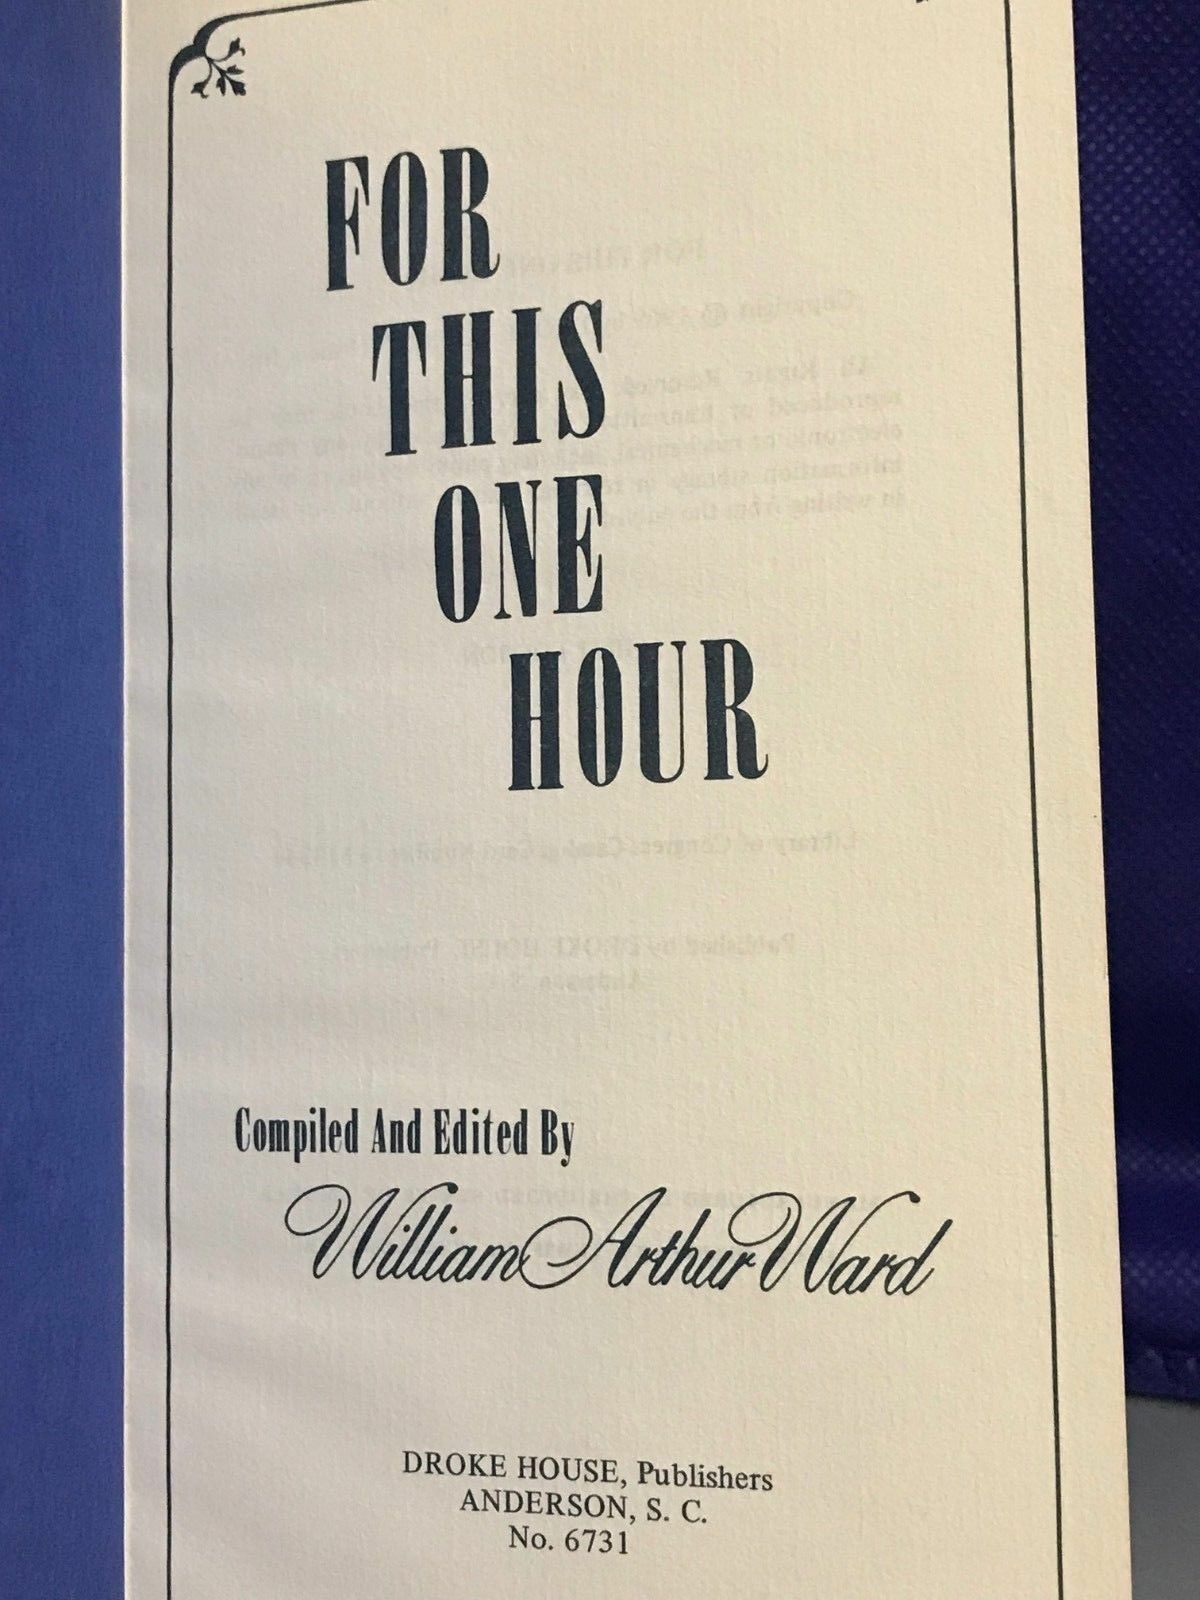 FOR
THIS
ONE
HOUR
Compiled And Edited By
William Arthur Ward
DROKE HOUSE, Publishers
ANDERSON, S. C.
No. 6731